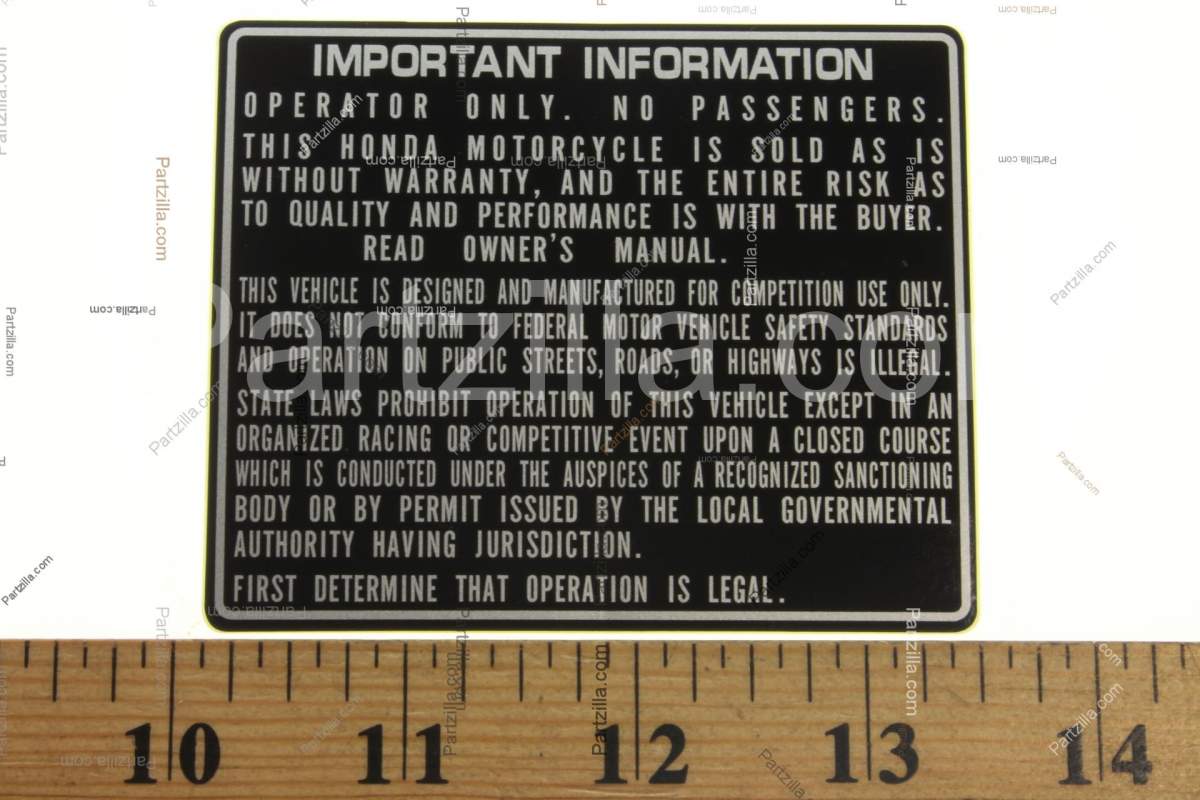 IMPORTANT INFORMATION
OPERATOR ONLY. NO PASSENGERS.
THIS HONDA MOTORCYCLE IS SOLD AS IS
WITHOUT WARRANTY, AND THE ENTIRE RISK AS
TO QUALITY AND PERFORMANCE IS WITH THE BUYER.
READ OWNER'S MANUAL.
THIS VEHICLE IS DESIGNED AND MANUFACTURED FOR COMPETITION USE ONLY.
IT DOES NOT CONFORM TO FEDERAL MOTOR VEHICLE SAFETY STANDARDS
AND OPERATION ON PUBLIC STREETS, ROADS, OR HIGHWAYS IS ILLEGAL.
STATE LAWS PROHIBIT OPERATION OF THIS VEHICLE EXCEPT IN AN
ORGANIZED RACING OR COMPETITIVE EVENT UPON A CLOSED COURSE
WHICH IS CONDUCTED UNDER THE AUSPICES OF A RECOGNIZED SANCTIONING
BODY OR BY PERMIT ISSUED BY THE LOCAL GOVERNMENTAL
AUTHORITY HAVING JURISDICTION.
FIRST DETERMINE THAT OPERATION IS LEGAL.
10 11 12 13 14
Partzilla.com